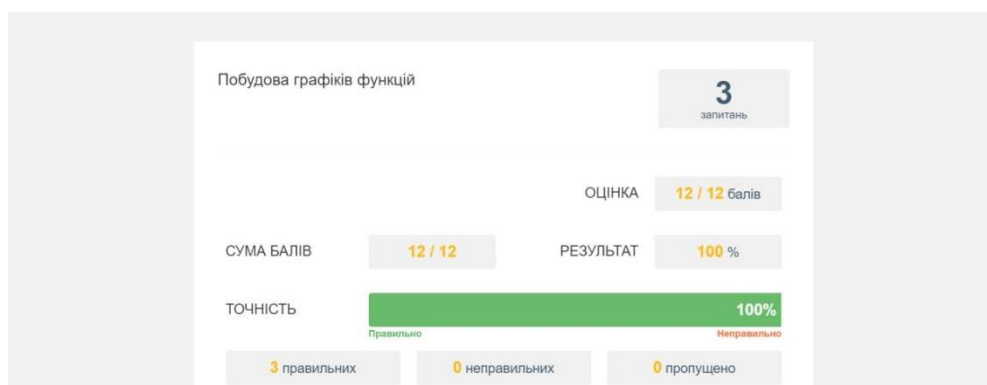 Побудова графіків функцій
3
запитань
ОЦІНКА 12 / 12 балів
СУМА БАЛІВ 12 / 12 РЕЗУЛЬТАТ 100 %
ТОЧНІСТЬ 100%
Правильно Неправильно
3 правильних 0 неправильних 0 пропущено